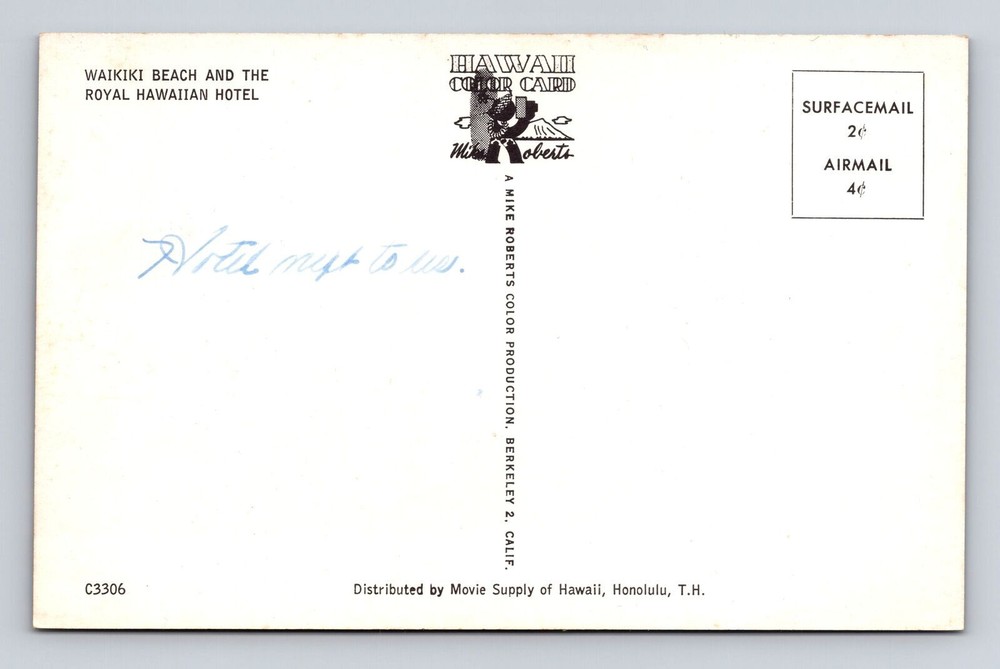 WAIKIKI BEACH AND THE
ROYAL HAWAIIAN HOTEL
HAWAII
COLOR CARD
Mike Roberts
SURFACEMAIL
2¢
AIRMAIL
4¢
Hotel next to us.
A MIKE ROBERTS COLOR PRODUCTION. BERKELEY 2, CALIF.
C3306
Distributed by Movie Supply of Hawaii, Honolulu, T.H.